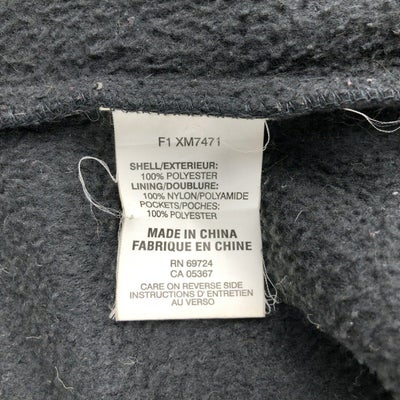 F1 XM7471
SHELL/EXTERIEUR:
100% POLYESTER
LINING/DOUBLURE:
100% NYLON/POLYAMIDE
POCKETS/POCHES:
100% POLYESTER
MADE IN CHINA
FABRIQUE EN CHINE
RN 69724
CA 05367
CARE ON REVERSE SIDE
INSTRUCTIONS D' ENTRETIEN
AU VERSO